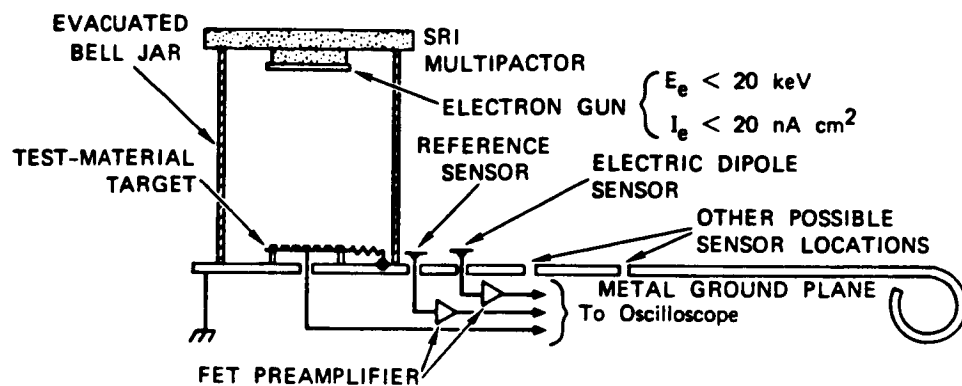 EVACUATED
BELL JAR
SRI
MULTIPACTOR
ELECTRON GUN
E_e < 20 keV
I_e < 20 nA cm²
TEST-MATERIAL
TARGET
REFERENCE
SENSOR
ELECTRIC DIPOLE
SENSOR
OTHER POSSIBLE
SENSOR LOCATIONS
METAL GROUND PLANE
To Oscilloscope
FET PREAMPLIFIER